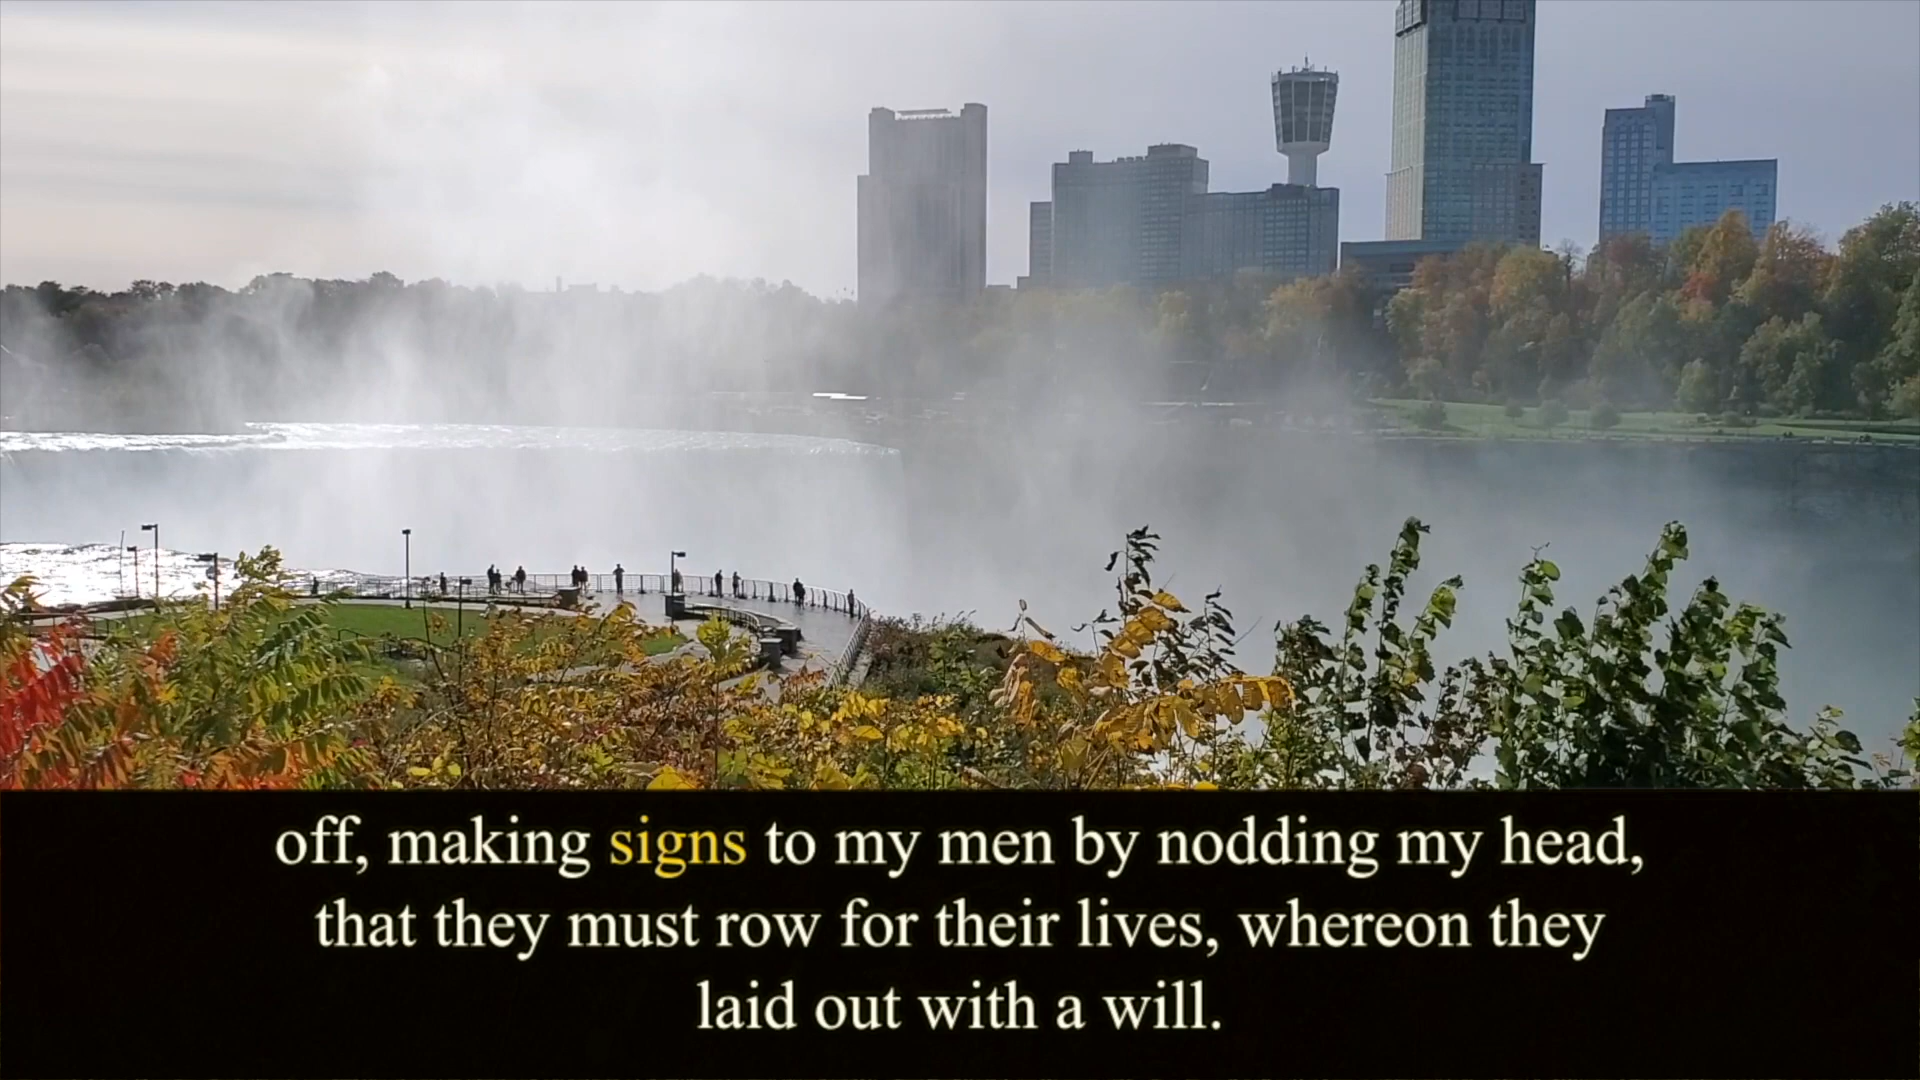 off, making signs to my men by nodding my head,
that they must row for their lives, whereon they
laid out with a will.